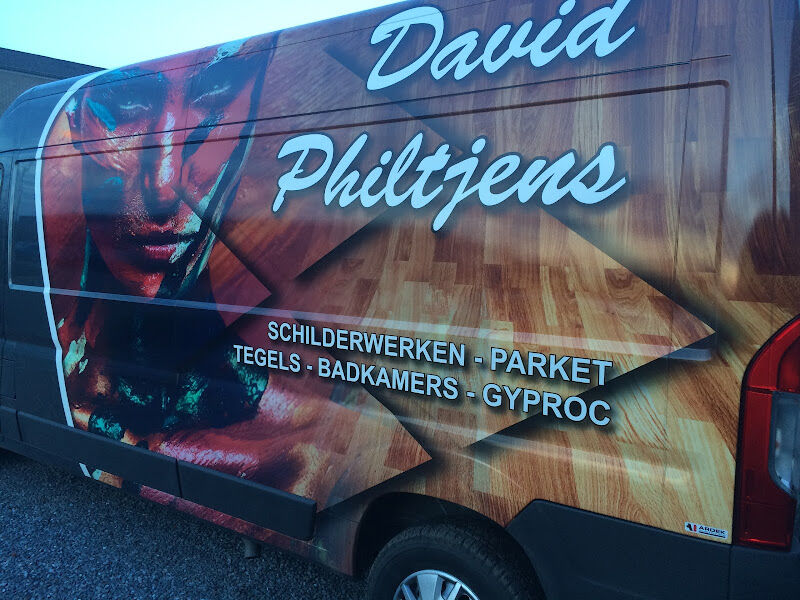 David
Philtjens
SCHILDERWERKEN - PARKET
TEGELS - BADKAMERS - GYPROC